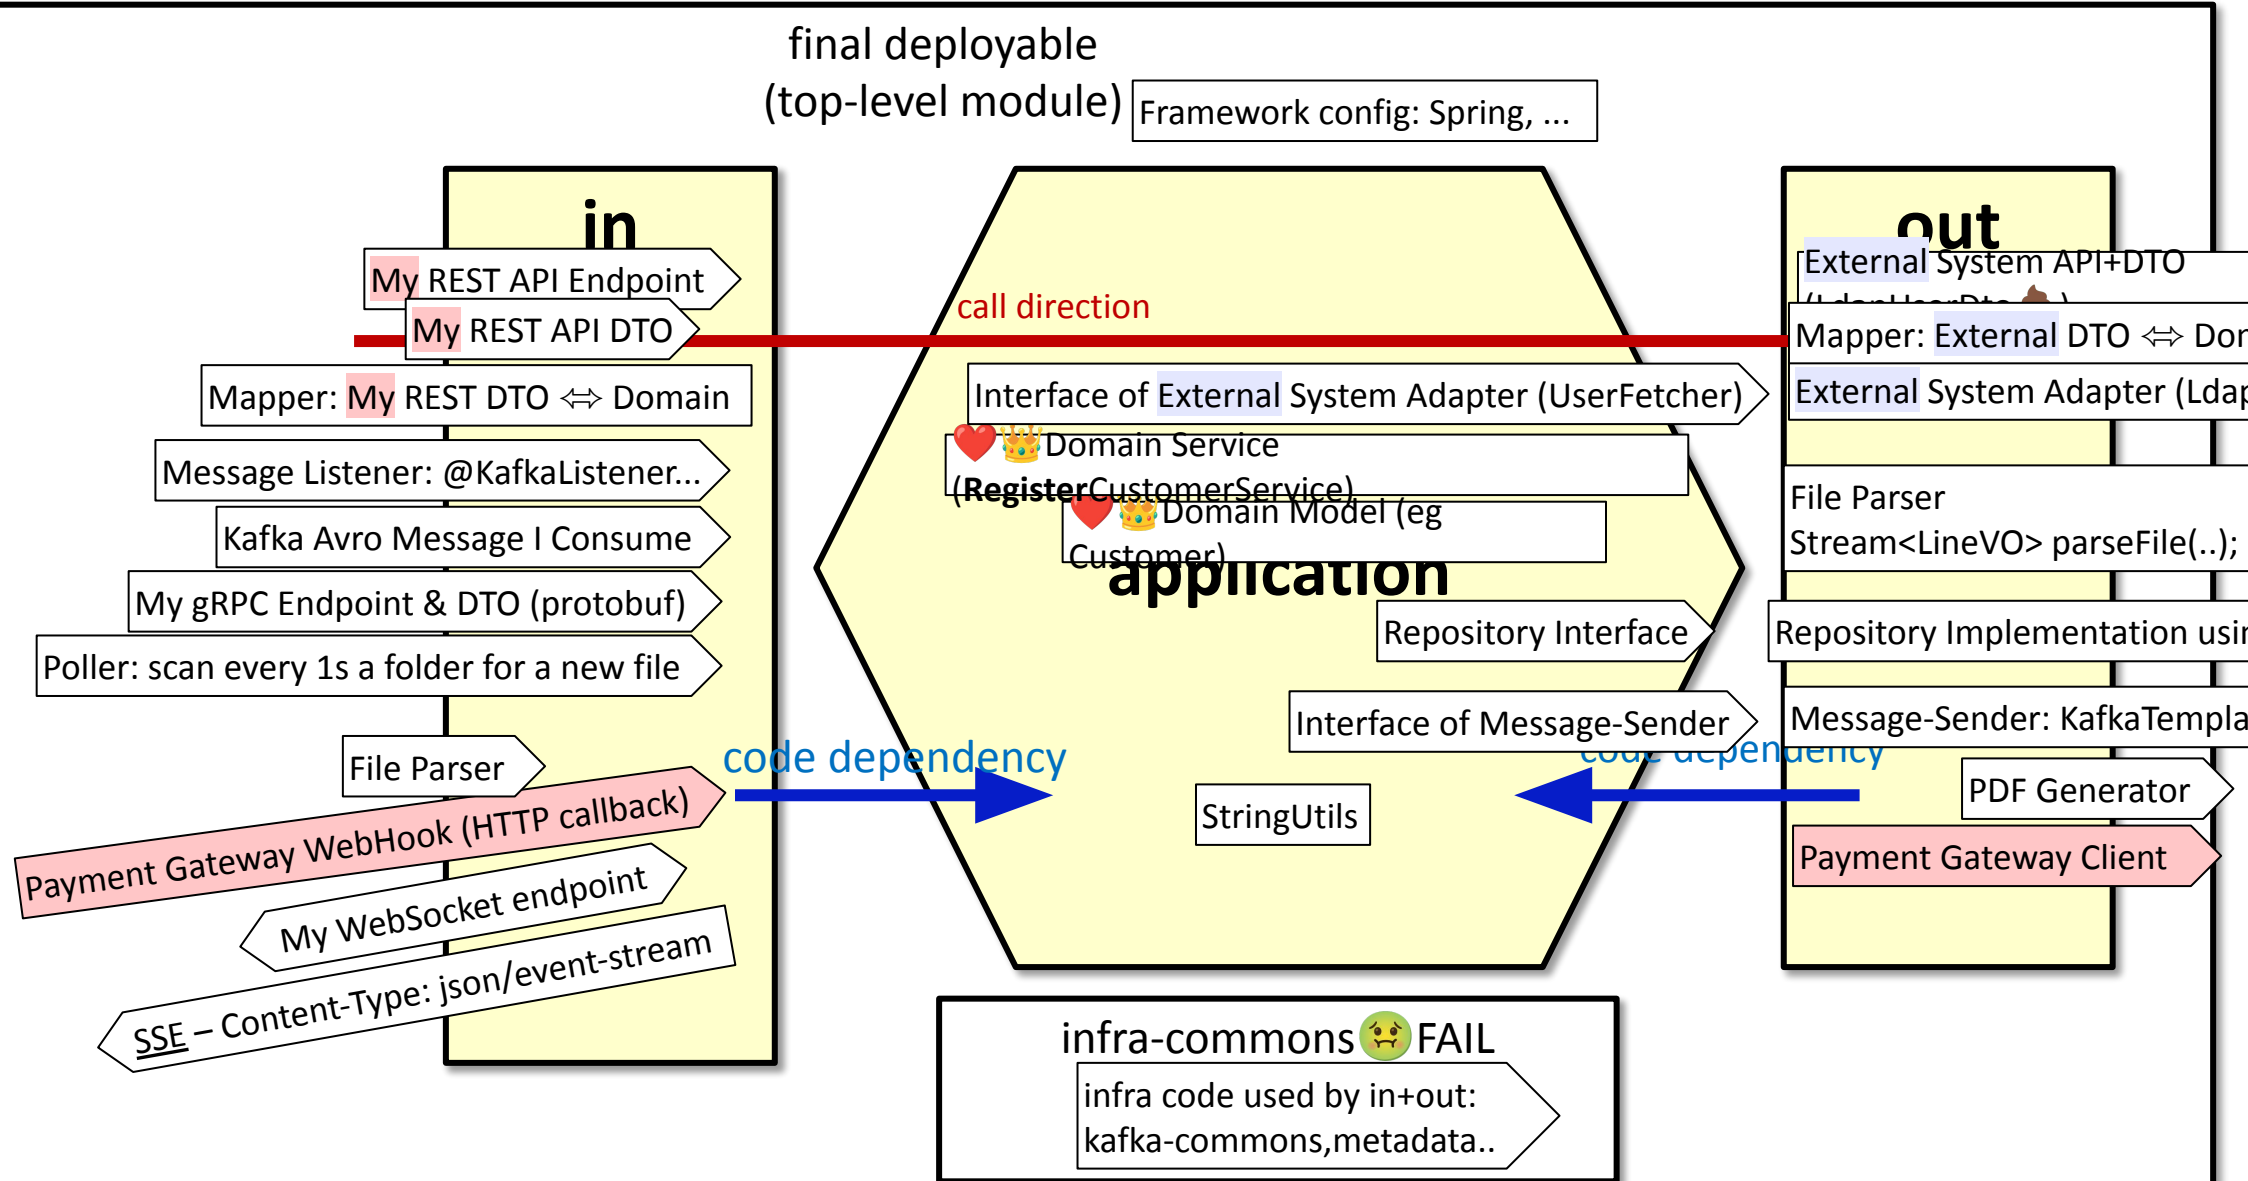 final deployable
(top-level module)
Framework config: Spring, ...
in
My REST API Endpoint
My REST API DTO
Mapper: My REST DTO ⇔ Domain
Message Listener: @KafkaListener...
Kafka Avro Message I Consume
My gRPC Endpoint & DTO (protobuf)
Poller: scan every 1s a folder for a new file
File Parser
Payment Gateway WebHook (HTTP callback)
My WebSocket endpoint
SSE – Content-Type: json/event-stream
call direction
Interface of External System Adapter (UserFetcher)
❤️👑Domain Service
(RegisterCustomerService)
❤️👑Domain Model (eg
Customer)
application
Repository Interface
Interface of Message-Sender
code dependency
StringUtils
code dependency
out
External System API+DTO
(LdapUserDto💩)
Mapper: External DTO ⇔
External System Adapter
File Parser
Stream<LineVO> parseFile(..);
Repository Implementation
Message-Sender:
PDF Generator
Payment Gateway Client
infra-commons🤢FAIL
infra code used by in+out:
kafka-commons,metadata..